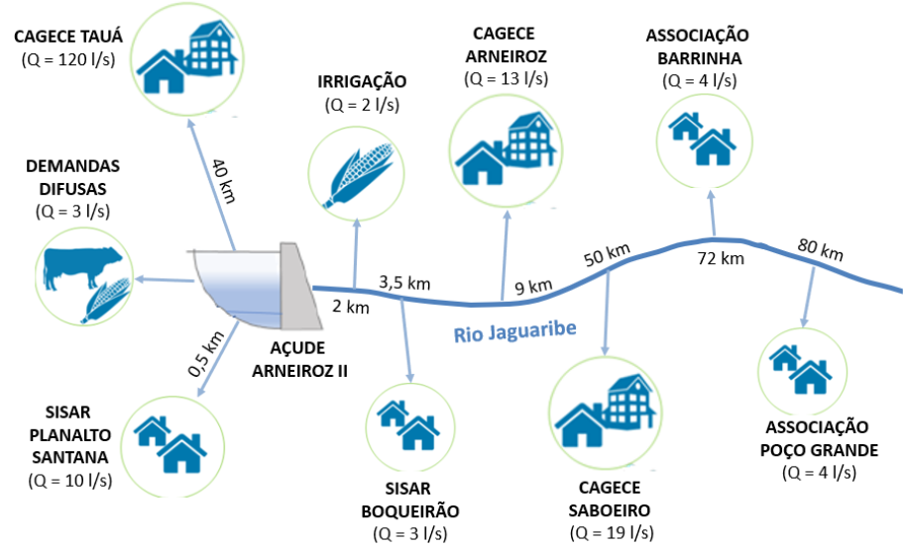 CAGECE TAUÁ
(Q = 120 l/s)
40 km
DEMANDAS
DIFUSAS
(Q = 3 l/s)
0,5 km
SISAR
PLANALTO
SANTANA
(Q = 10 l/s)
AÇUDE
ARNEIROZ II
IRRIGAÇÃO
(Q = 2 l/s)
2 km
3,5 km
SISAR
BOQUEIRÃO
(Q = 3 l/s)
CAGECE
ARNEIROZ
(Q = 13 l/s)
9 km
Rio Jaguaribe
50 km
CAGECE
SABOEIRO
(Q = 19 l/s)
ASSOCIAÇÃO
BARRINHA
(Q = 4 l/s)
72 km
80 km
ASSOCIAÇÃO
POÇO GRANDE
(Q = 4 l/s)